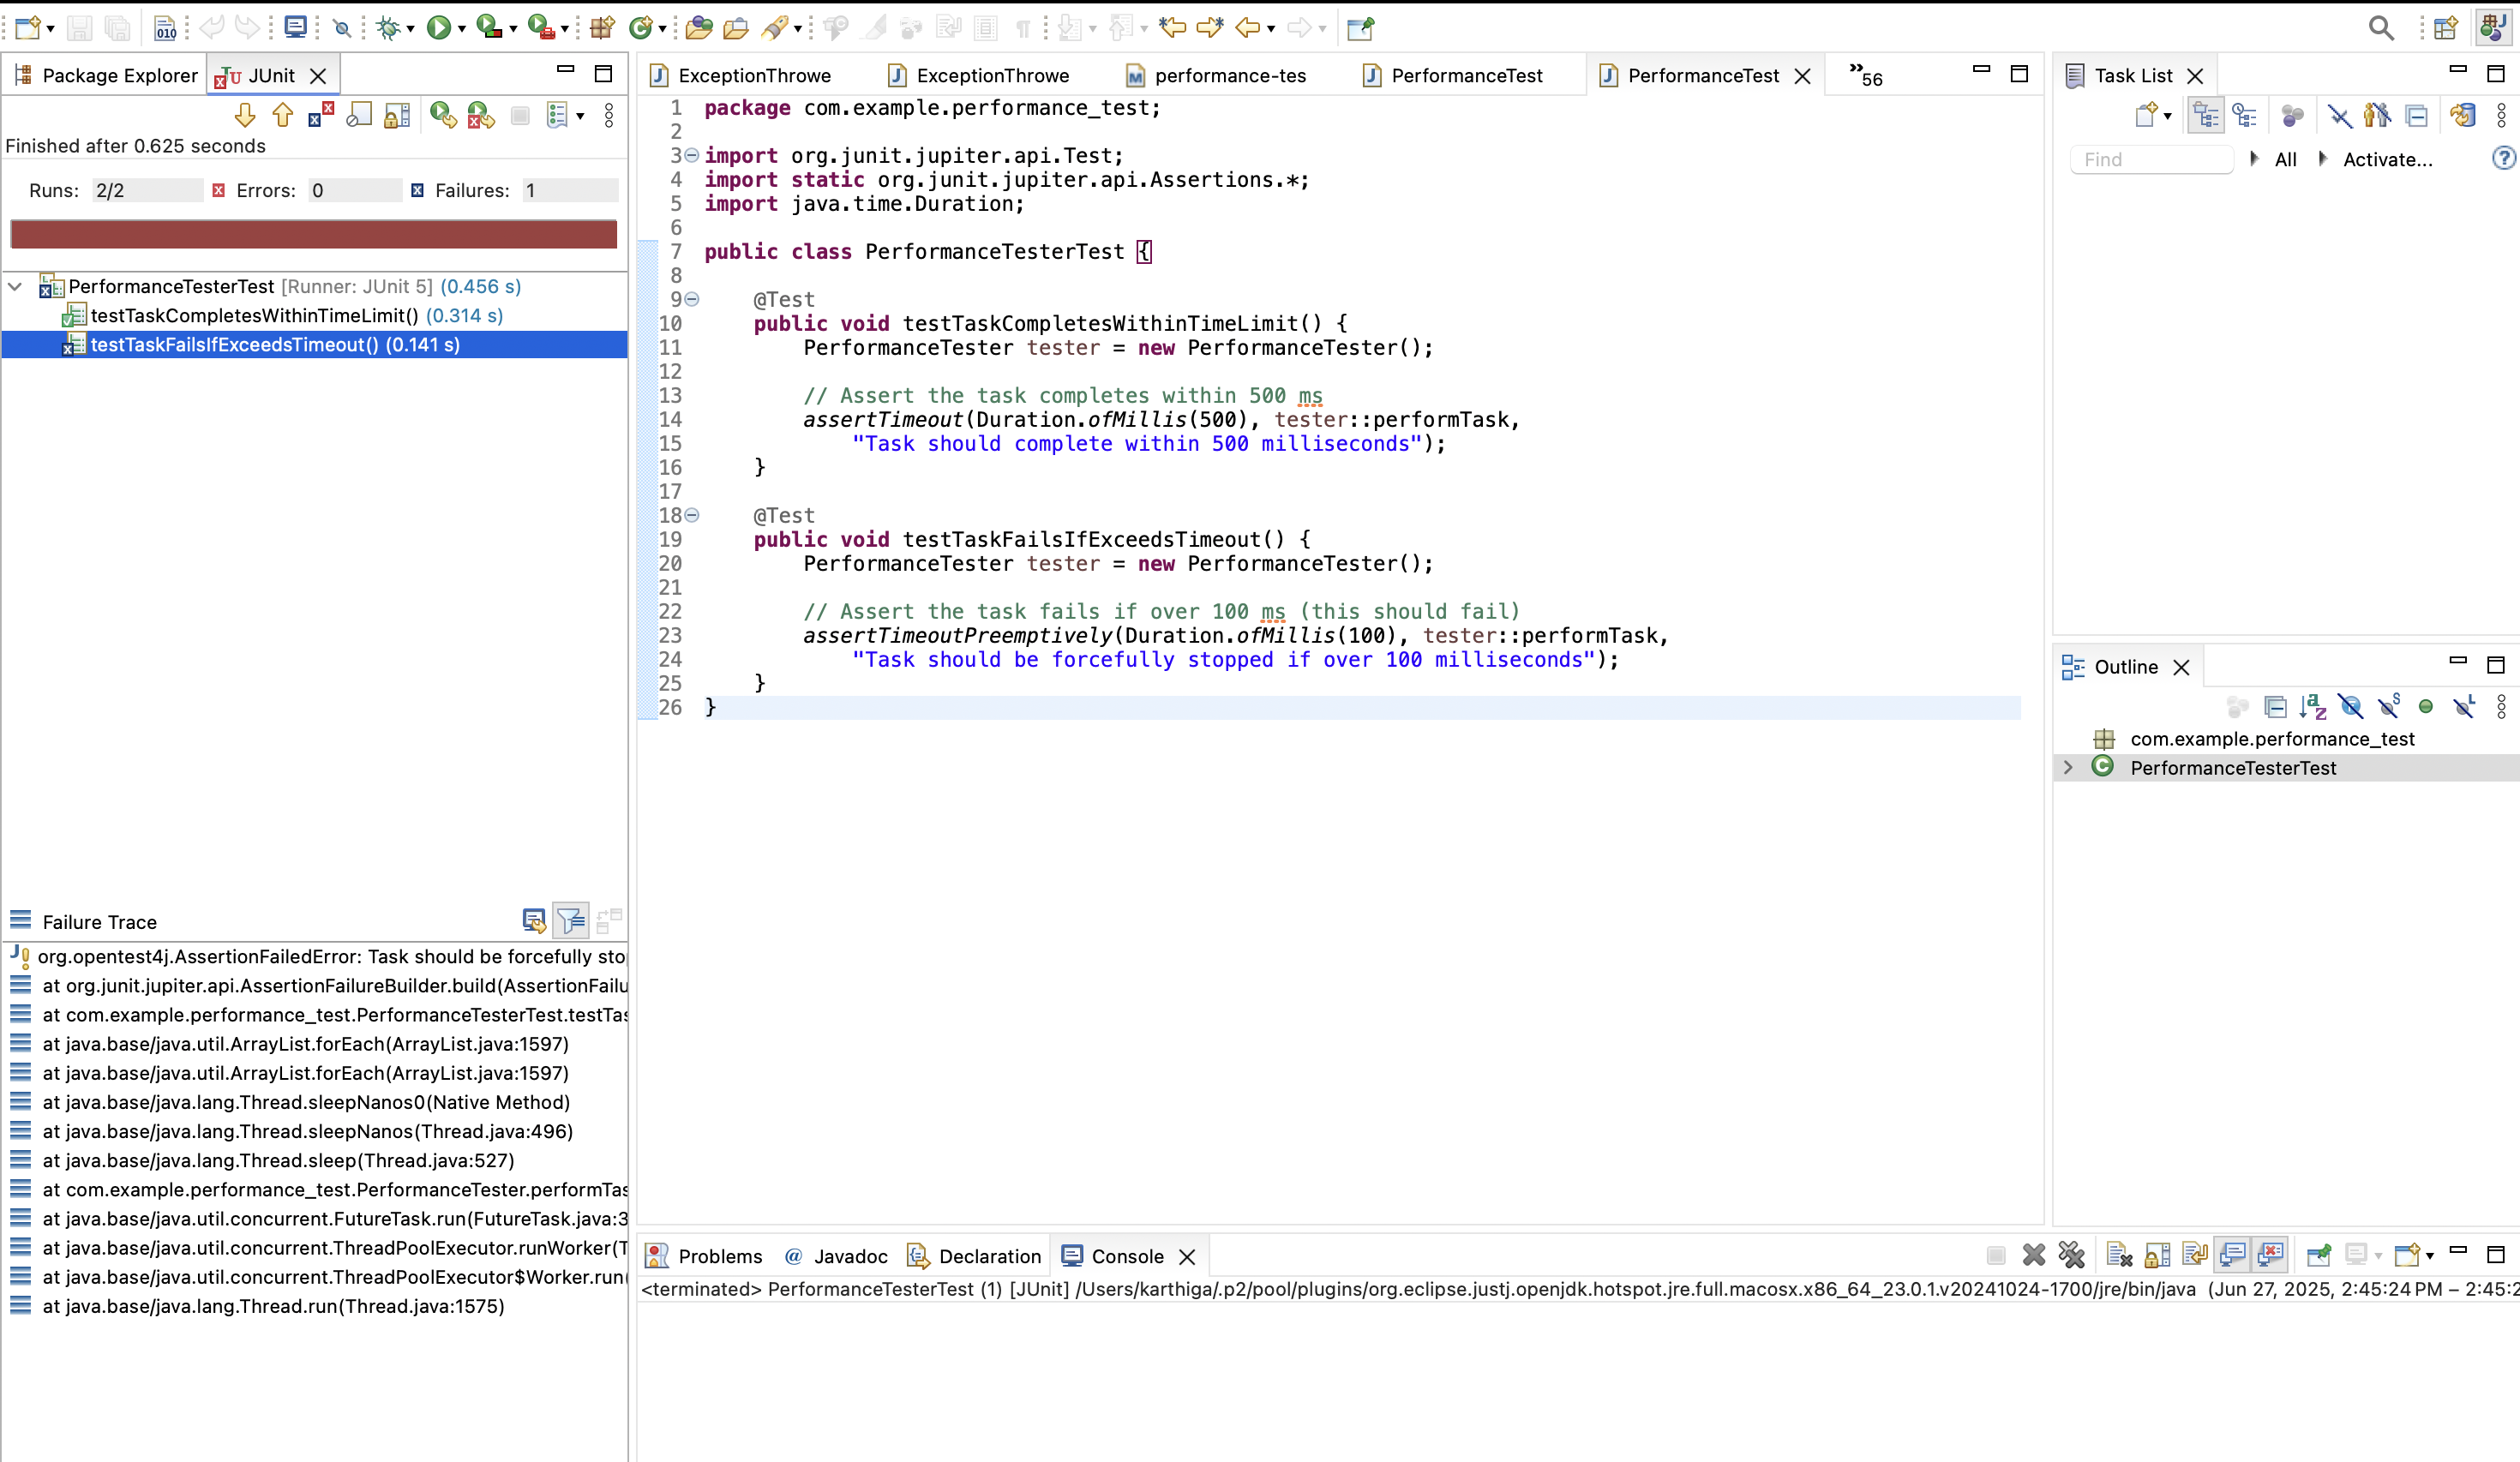 Package Explorer
JUnit
Finished after 0.625 seconds
Runs: 2/2 Errors: 0 Failures: 1
PerformanceTesterTest [Runner: JUnit 5] (0.456 s)
testTaskCompletesWithinTimeLimit() (0.314 s)
testTaskFailsIfExceedsTimeout() (0.141 s)
Failure Trace
org.opentest4j.AssertionFailedError: Task should be forcefully sto
at org.junit.jupiter.api.AssertionFailureBuilder.build(AssertionFailu
at com.example.performance_test.PerformanceTesterTest.testTas
at java.base/java.util.ArrayList.forEach(ArrayList.java:1597)
at java.base/java.util.ArrayList.forEach(ArrayList.java:1597)
at java.base/java.lang.Thread.sleepNanos0(Native Method)
at java.base/java.lang.Thread.sleepNanos(Thread.java:496)
at java.base/java.lang.Thread.sleep(Thread.java:527)
at com.example.performance_test.PerformanceTester.performTas
at java.base/java.util.concurrent.FutureTask.run(FutureTask.java:3
at java.base/java.util.concurrent.ThreadPoolExecutor.runWorker(T
at java.base/java.util.concurrent.ThreadPoolExecutor$Worker.run(
at java.base/java.lang.Thread.run(Thread.java:1575)
ExceptionThrowe
ExceptionThrowe
performance-tes
PerformanceTest
PerformanceTest
»56
1 package com.example.performance_test;
2
3 import org.junit.jupiter.api.Test;
4 import static org.junit.jupiter.api.Assertions.*;
5 import java.time.Duration;
6
7 public class PerformanceTesterTest {
8
9 @Test
10 public void testTaskCompletesWithinTimeLimit() {
11 PerformanceTester tester = new PerformanceTester();
12
13 // Assert the task completes within 500 ms
14 assertTimeout(Duration.ofMillis(500), tester::performTask,
15 "Task should complete within 500 milliseconds");
16 }
17
18 @Test
19 public void testTaskFailsIfExceedsTimeout() {
20 PerformanceTester tester = new PerformanceTester();
21
22 // Assert the task fails if over 100 ms (this should fail)
23 assertTimeoutPreemptively(Duration.ofMillis(100), tester::performTask,
24 "Task should be forcefully stopped if over 100 milliseconds");
25 }
26 }
Problems
@ Javadoc
Declaration
Console
<terminated> PerformanceTesterTest (1) [JUnit] /Users/karthiga/.p2/pool/plugins/org.eclipse.justj.openjdk.hotspot.jre.full.macosx.x86_64_23.0.1.v20241024-1700/jre/bin/java (Jun 27, 2025, 2:45:24 PM – 2:45:2
Task List
Find
All
Activate...
Outline
com.example.performance_test
PerformanceTesterTest